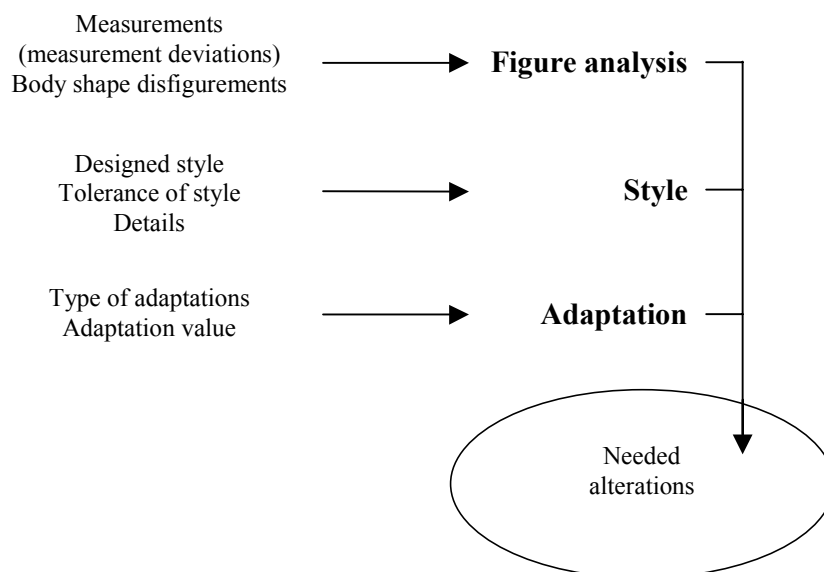 Measurements
(measurement deviations)
Body shape disfigurements
Figure analysis
Designed style
Tolerance of style
Details
Style
Type of adaptations
Adaptation value
Adaptation
Needed
alterations